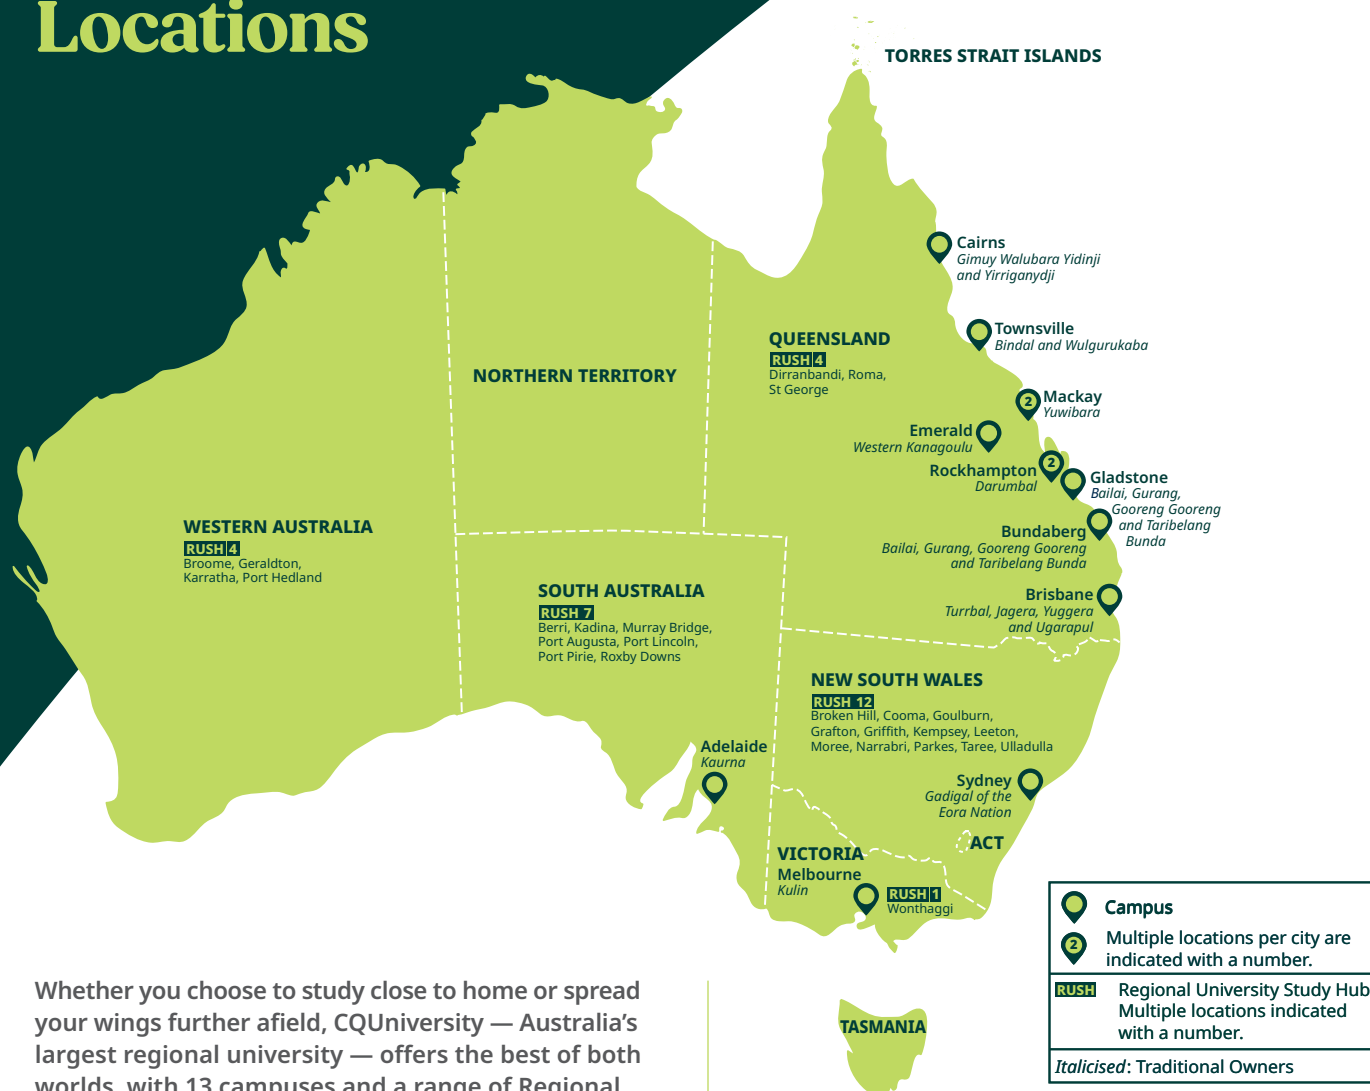 Locations
TORRES STRAIT ISLANDS
Cairns
Gimuy Walubara Yidinji
and Yirriganydji
Townsville
Bindal and Wulgurukaba
QUEENSLAND
RUSH 4
Dirranbandi, Roma,
St George
NORTHERN TERRITORY
2
Mackay
Yuwibara
Emerald
Western Kanagoulu
Rockhampton
Darumbal
2
Gladstone
Bailai, Gurang,
Gooreng Gooreng
and Taribelang
Bunda
Bundaberg
Bailai, Gurang, Gooreng Gooreng
and Taribelang Bunda
WESTERN AUSTRALIA
RUSH 4
Broome, Geraldton,
Karratha, Port Hedland
SOUTH AUSTRALIA
RUSH 7
Berri, Kadina, Murray Bridge,
Port Augusta, Port Lincoln,
Port Pirie, Roxby Downs
Brisbane
Turrbal, Jagera, Yuggera
and Ugarapul
NEW SOUTH WALES
RUSH 12
Broken Hill, Cooma, Goulburn,
Grafton, Griffith, Kempsey, Leeton,
Moree, Narrabri, Parkes, Taree, Ulladulla
Adelaide
Kaurna
Sydney
Gadigal of the
Eora Nation
ACT
VICTORIA
Melbourne
Kulin
RUSH 1
Wonthaggi
TASMANIA
Campus
2
Multiple locations per city are
indicated with a number.
RUSH
Regional University Study Hub
Multiple locations indicated
with a number.
Italicised: Traditional Owners
Whether you choose to study close to home or spread
your wings further afield, CQUniversity — Australia's
largest regional university — offers the best of both
worlds, with 13 campuses and a range of Regional